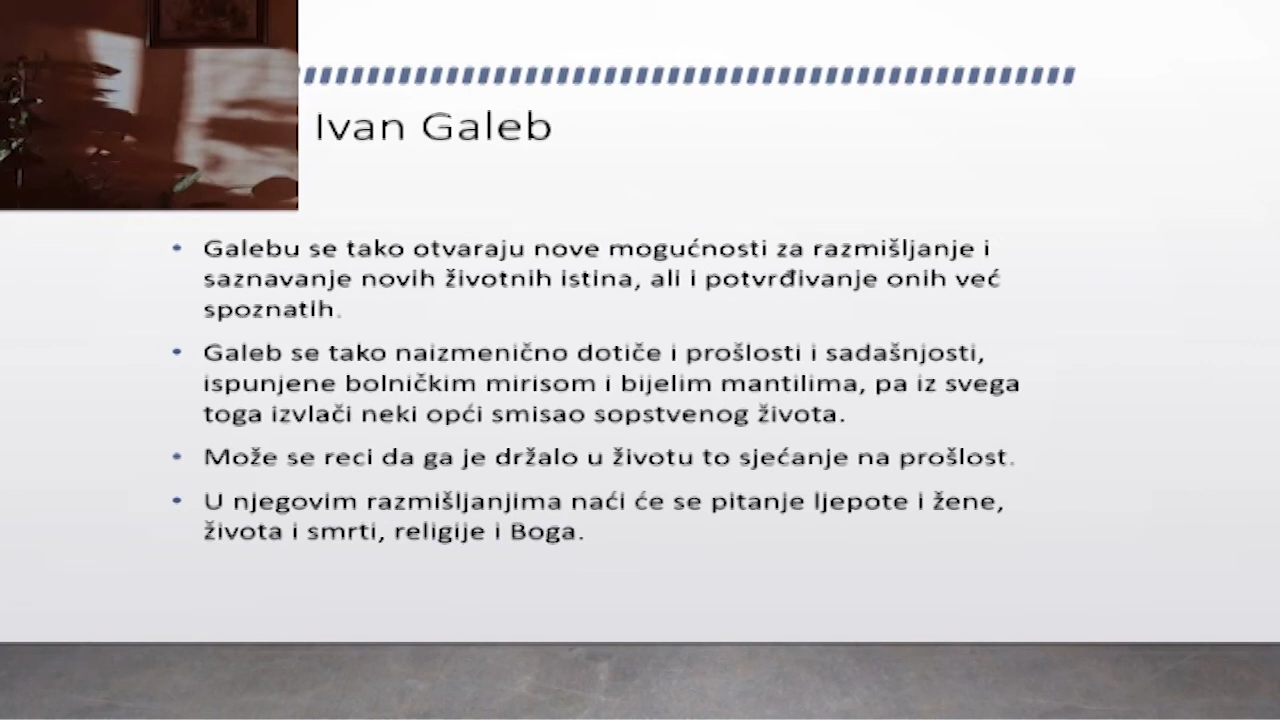 Ivan Galeb
• Galebu se tako otvaraju nove mogućnosti za razmišljanje i
saznavanje novih životnih istina, ali i potvrđivanje onih već
spoznatih.
• Galeb se tako naizmenično dotiče i prošlosti i sadašnjosti,
ispunjene bolničkim mirisom i bijelim mantilima, pa iz svega
toga izvlači neki opći smisao sopstvenog života.
• Može se reci da ga je držalo u životu to sjećanje na prošlost.
• U njegovim razmišljanjima naći će se pitanje ljepote i žene,
života i smrti, religije i Boga.